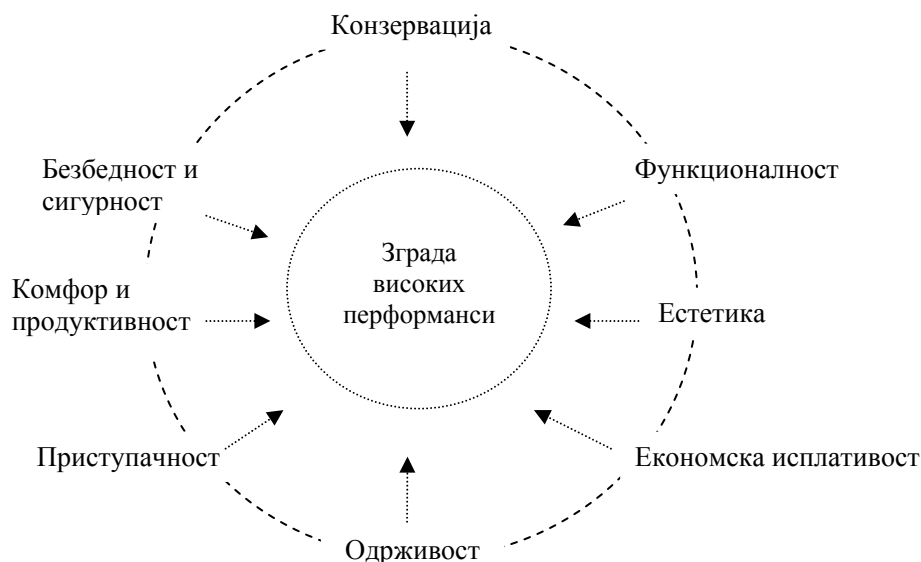 Конзервација
Безбедност и
сигурност
Функционалност
Зграда
високих
перформанси
Комфор и
продуктивност
Естетика
Приступачност
Економска исплативост
Одрживост